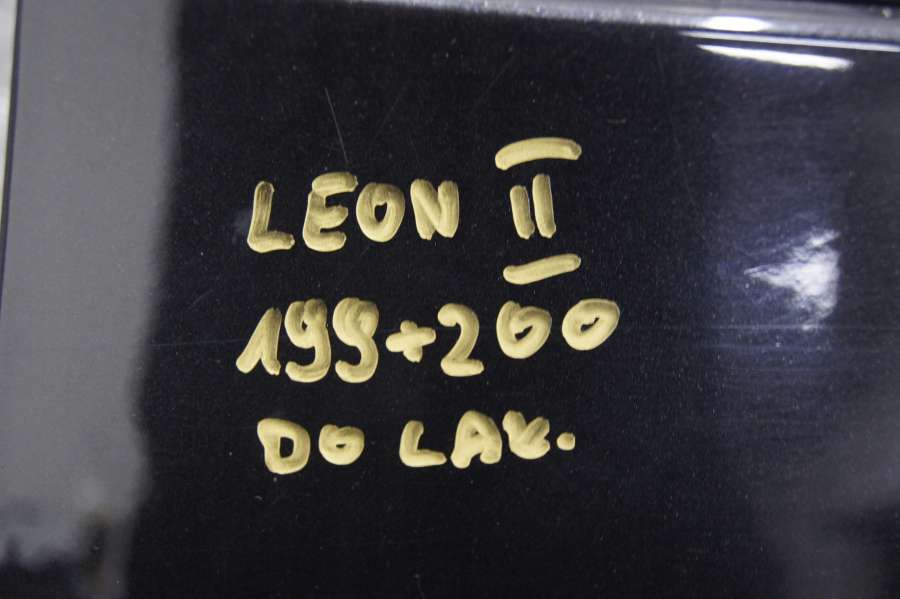 LEON II
199+200
DO LAK.